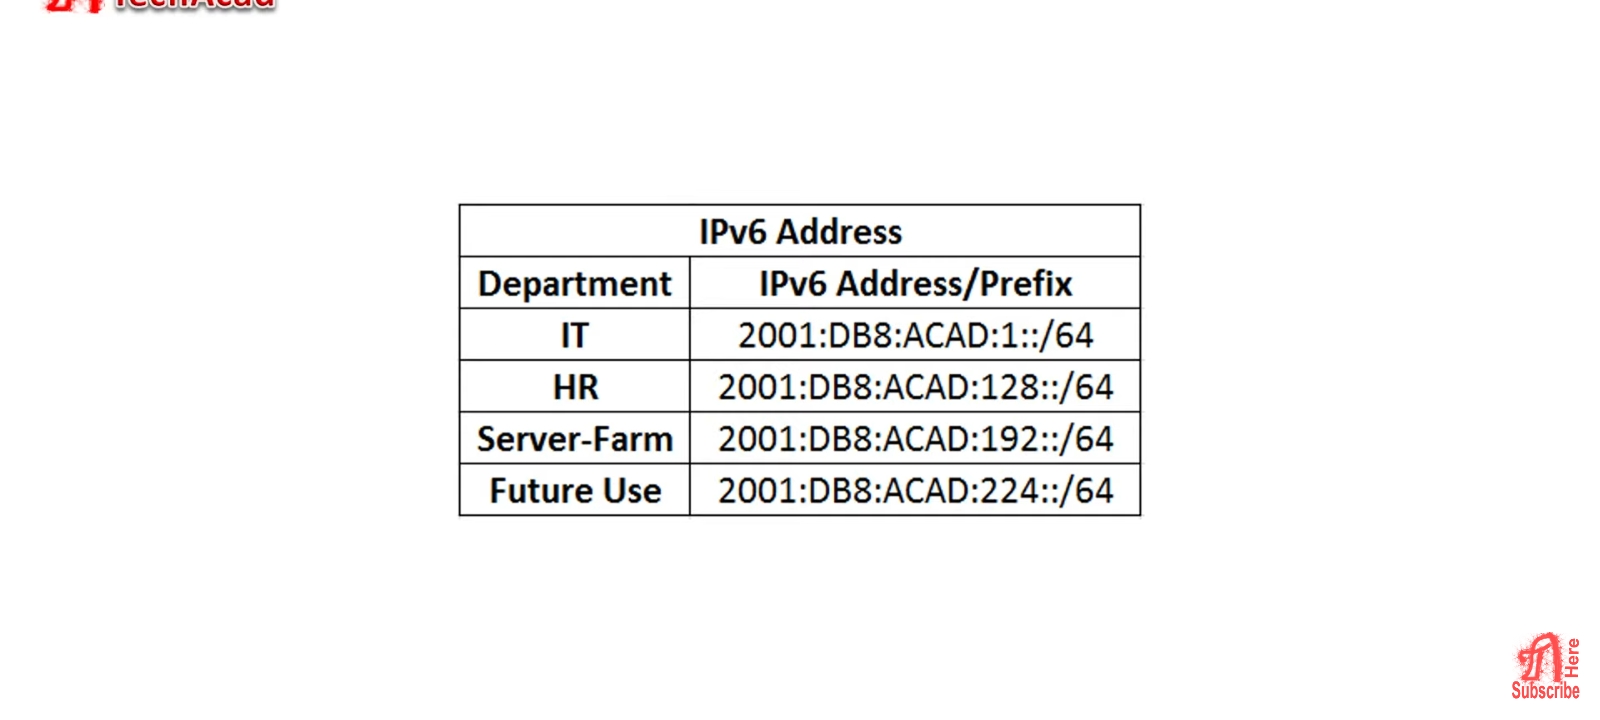 TechAcad
IPv6 Address
Department IPv6 Address/Prefix
IT 2001:DB8:ACAD:1::/64
HR 2001:DB8:ACAD:128::/64
Server-Farm 2001:DB8:ACAD:192::/64
Future Use 2001:DB8:ACAD:224::/64
Here
Subscribe